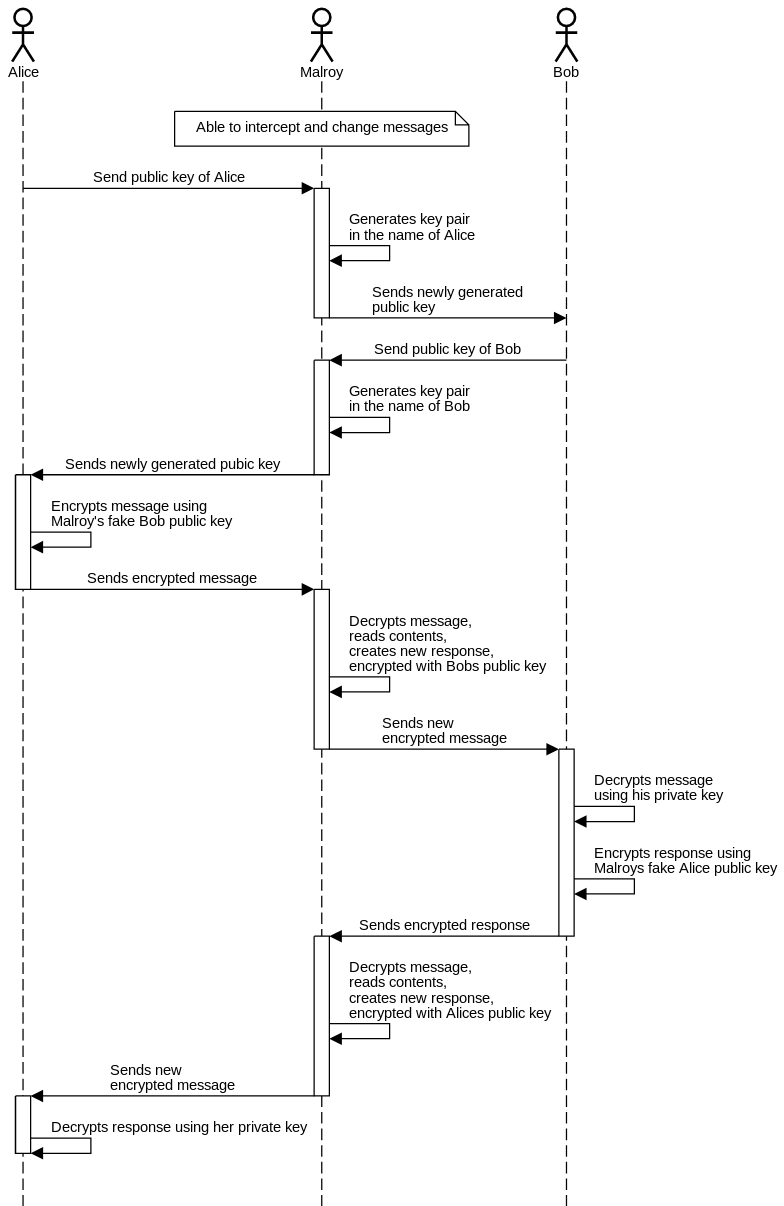 Alice
Malroy
Bob
Able to intercept and change messages
Send public key of Alice
Generates key pair
in the name of Alice
Sends newly generated
public key
Send public key of Bob
Generates key pair
in the name of Bob
Sends newly generated pubic key
Encrypts message using
Malroy's fake Bob public key
Sends encrypted message
Decrypts message,
reads contents,
creates new response,
encrypted with Bobs public key
Sends new
encrypted message
Decrypts message
using his private key
Encrypts response using
Malroys fake Alice public key
Sends encrypted response
Decrypts message,
reads contents,
creates new response,
encrypted with Alices public key
Sends new
encrypted message
Decrypts response using her private key